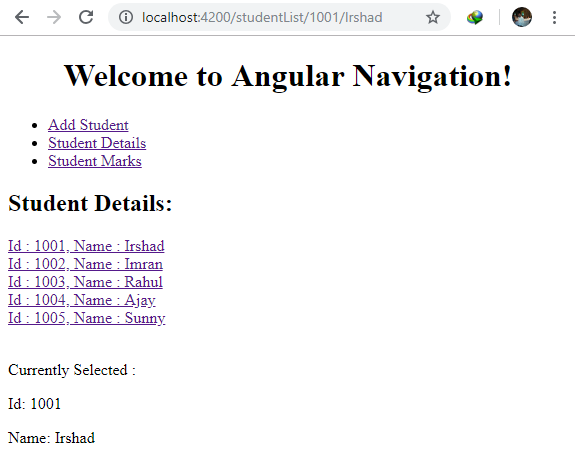 localhost:4200/studentList/1001/Irshad
Welcome to Angular Navigation!
Add Student
Student Details
Student Marks
Student Details:
Id : 1001, Name : Irshad
Id : 1002, Name : Imran
Id : 1003, Name : Rahul
Id : 1004, Name : Ajay
Id : 1005, Name : Sunny
Currently Selected :
Id: 1001
Name: Irshad